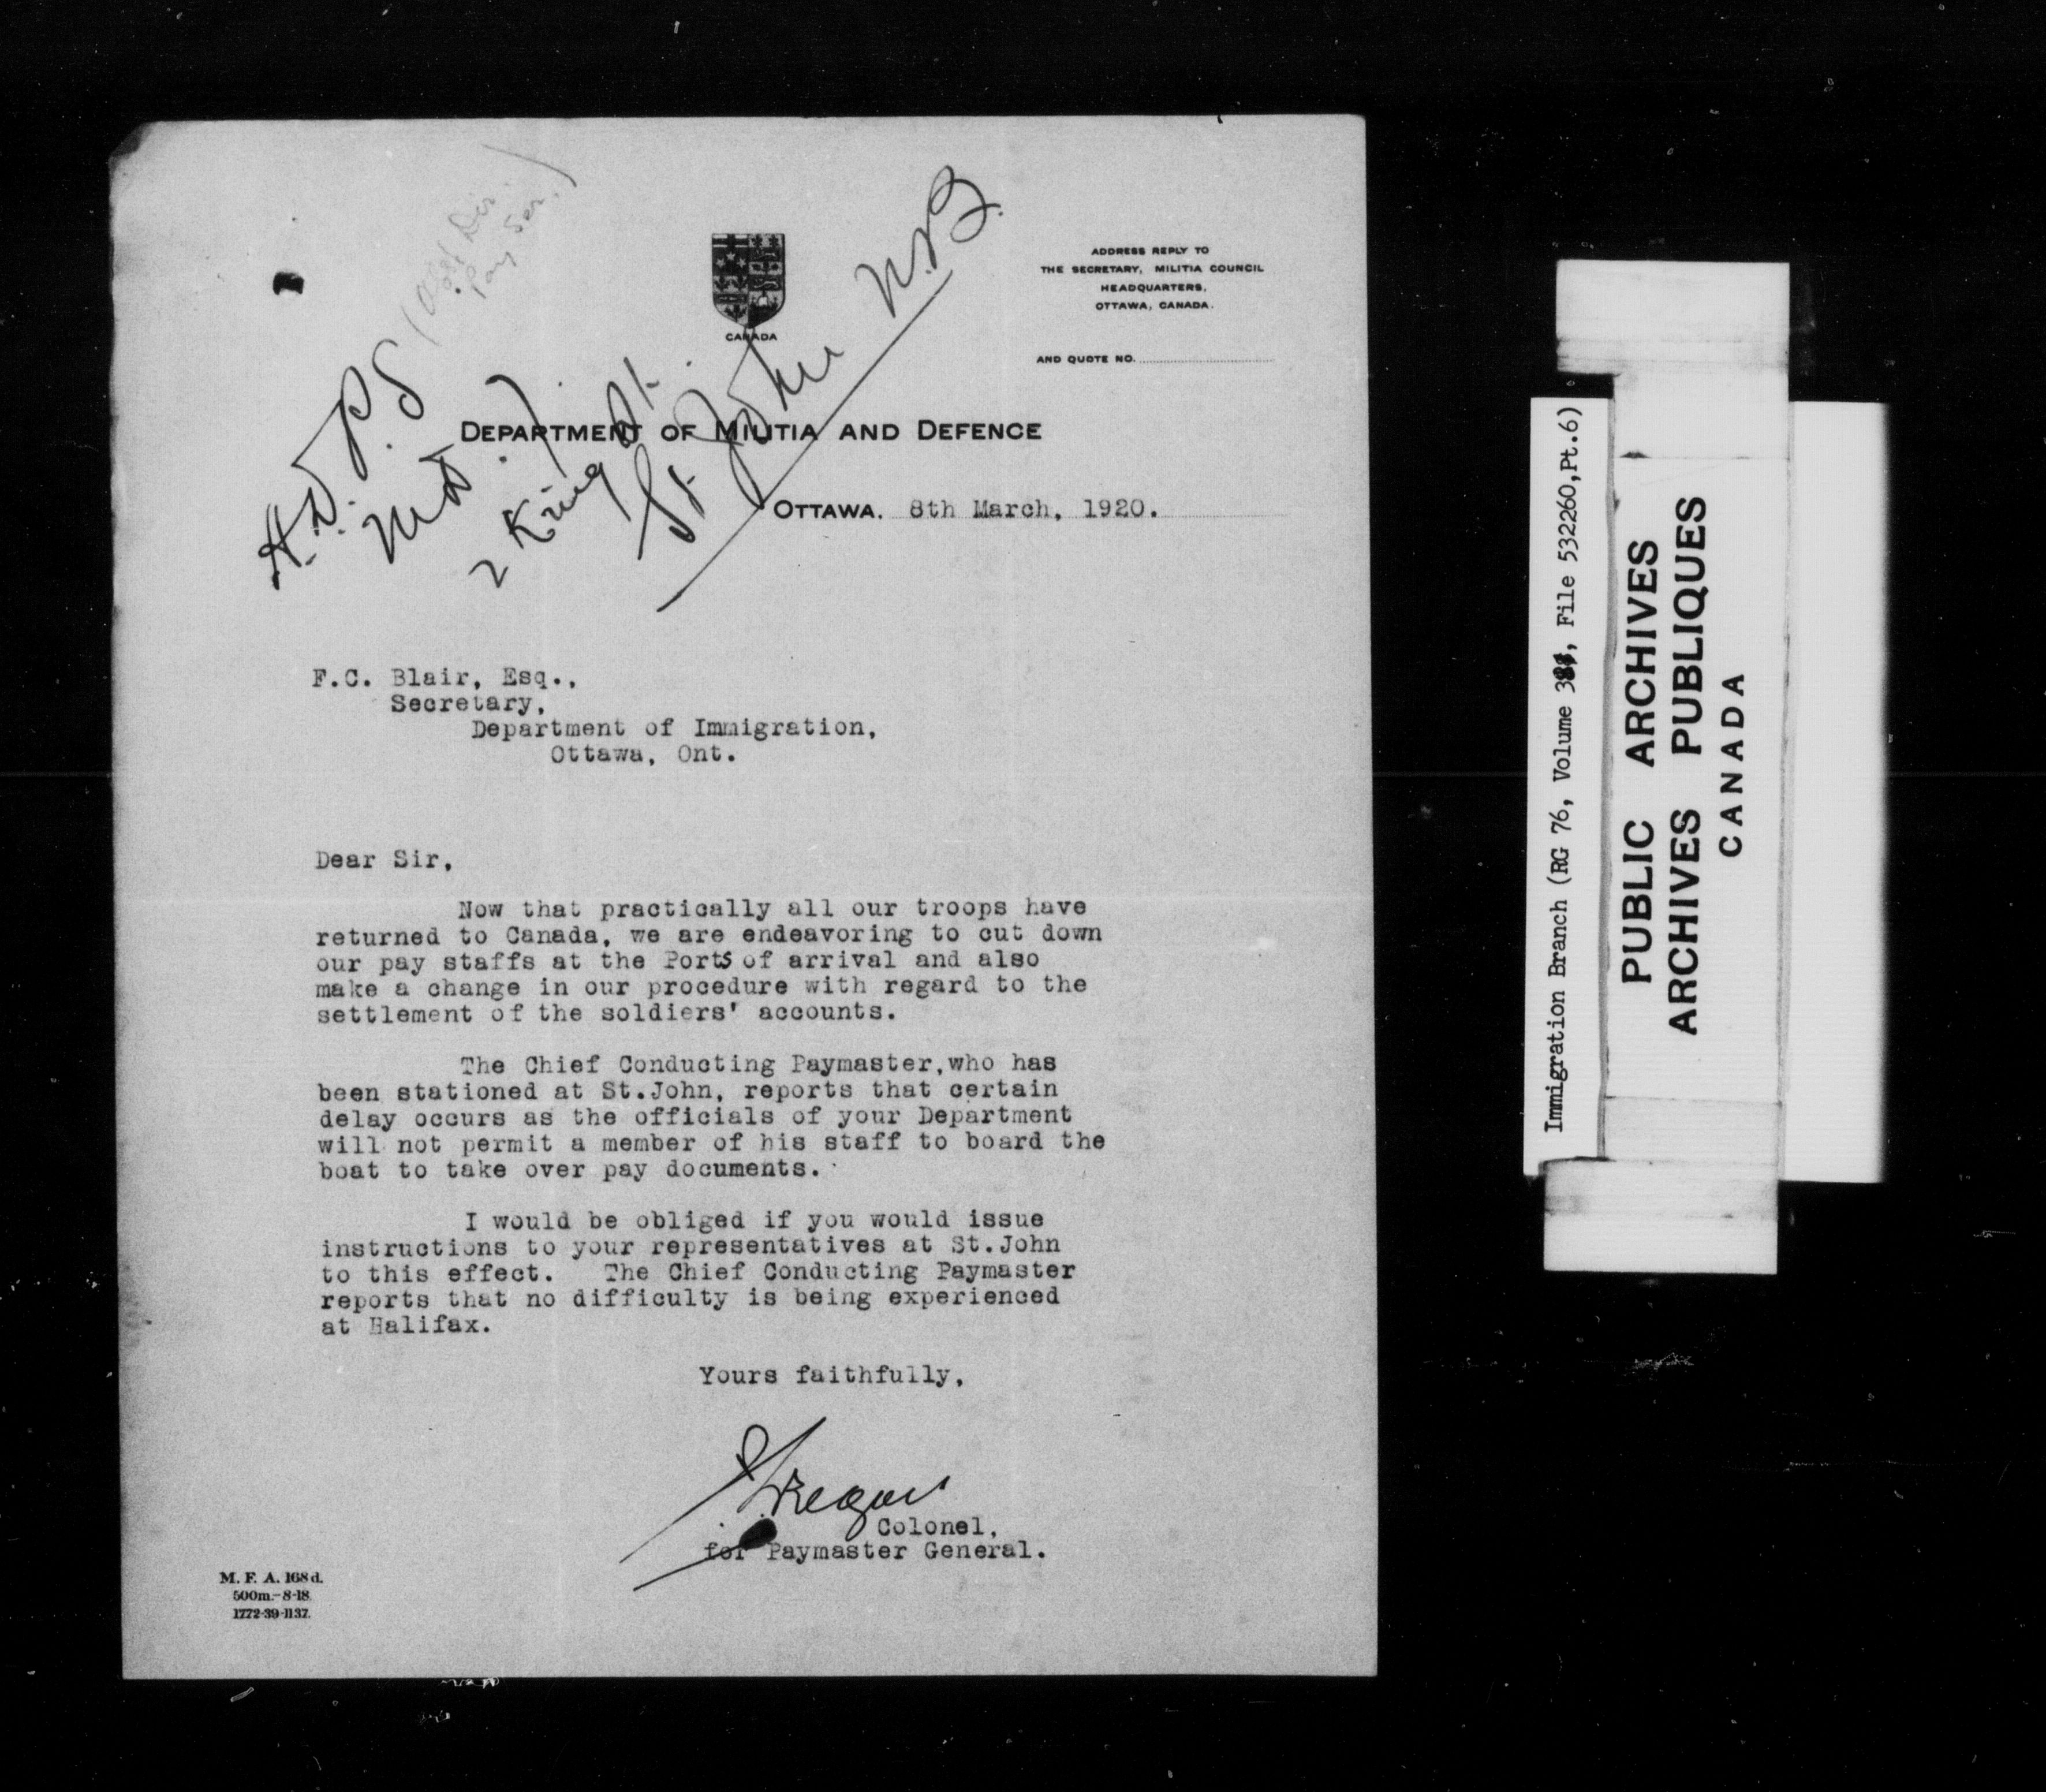 A.D.P.S
M.D. 7.
2 King St.
St. John N.B.
CANADA
ADDRESS REPLY TO
THE SECRETARY, MILITIA COUNCIL
HEADQUARTERS,
OTTAWA, CANADA.
AND QUOTE NO.
DEPARTMENT OF MILITIA AND DEFENCE
OTTAWA. 8th March, 1920.
F.C. Blair, Esq.,
Secretary,
Department of Immigration,
Ottawa, Ont.
Dear Sir,
Now that practically all our troops have
returned to Canada, we are endeavoring to cut down
our pay staffs at the Ports of arrival and also
make a change in our procedure with regard to the
settlement of the soldiers' accounts.
The Chief Conducting Paymaster,who has
been stationed at St.John, reports that certain
delay occurs as the officials of your Department
will not permit a member of his staff to board the
boat to take over pay documents.
I would be obliged if you would issue
instructions to your representatives at St.John
to this effect. The Chief Conducting Paymaster
reports that no difficulty is being experienced
at Halifax.
Yours faithfully,
Colonel,
for Paymaster General.
M. F. A. 168d.
500m.-8-18
1772-39-1137.
Immigration Branch (RG 76, Volume 38, File 532260,Pt.6)
PUBLIC ARCHIVES
ARCHIVES PUBLIQUES
CANADA